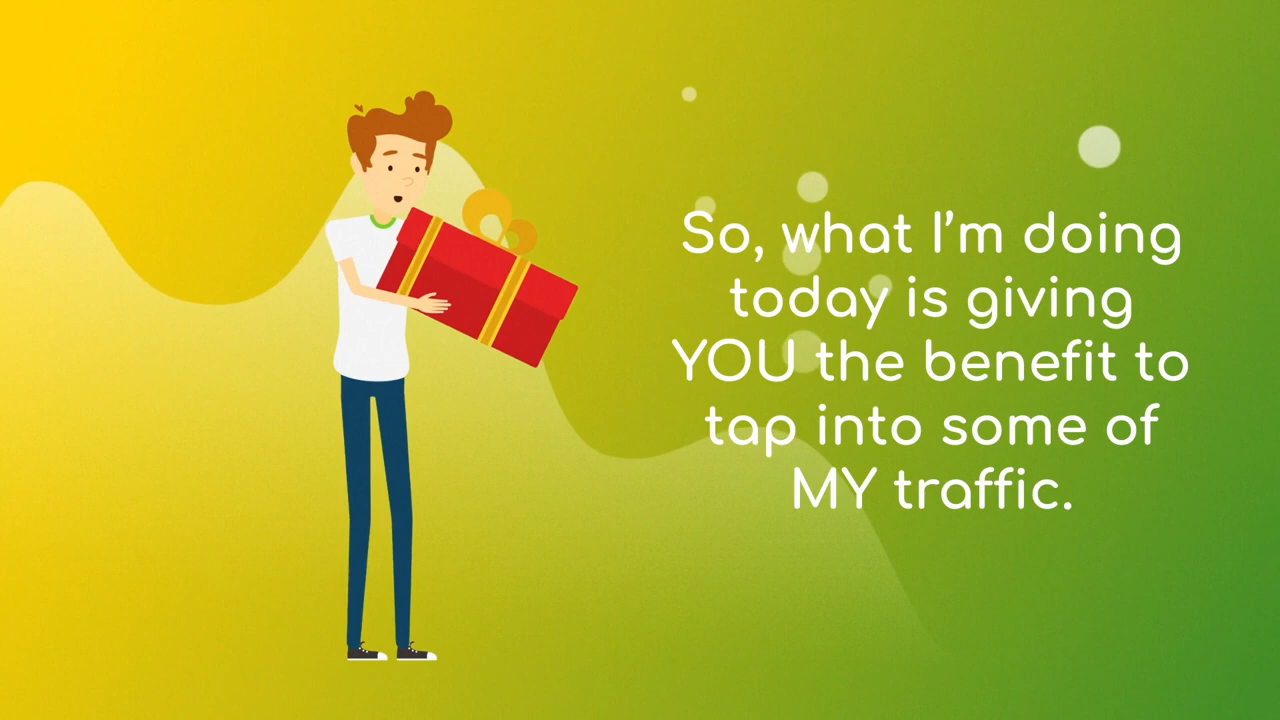 So, what I'm doing
today is giving
YOU the benefit to
tap into some of
MY traffic.